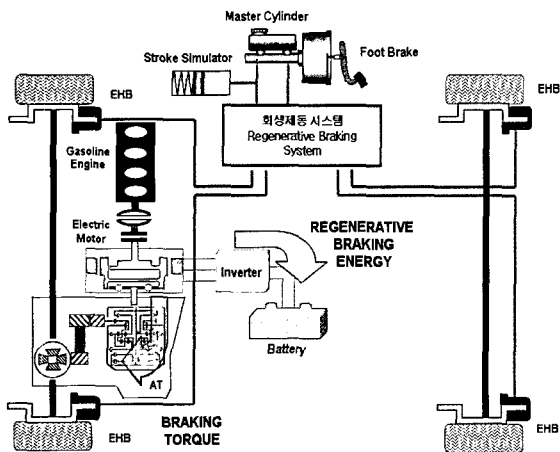 Master Cylinder
Stroke Simulator
Foot Brake
EHB
EHB
회생제동 시스템
Regenerative Braking
System
Gasoline
Engine
Electric
Motor
REGENERATIVE
BRAKING
ENERGY
Inverter
Battery
AT
BRAKING
TORQUE
EHB
EHB